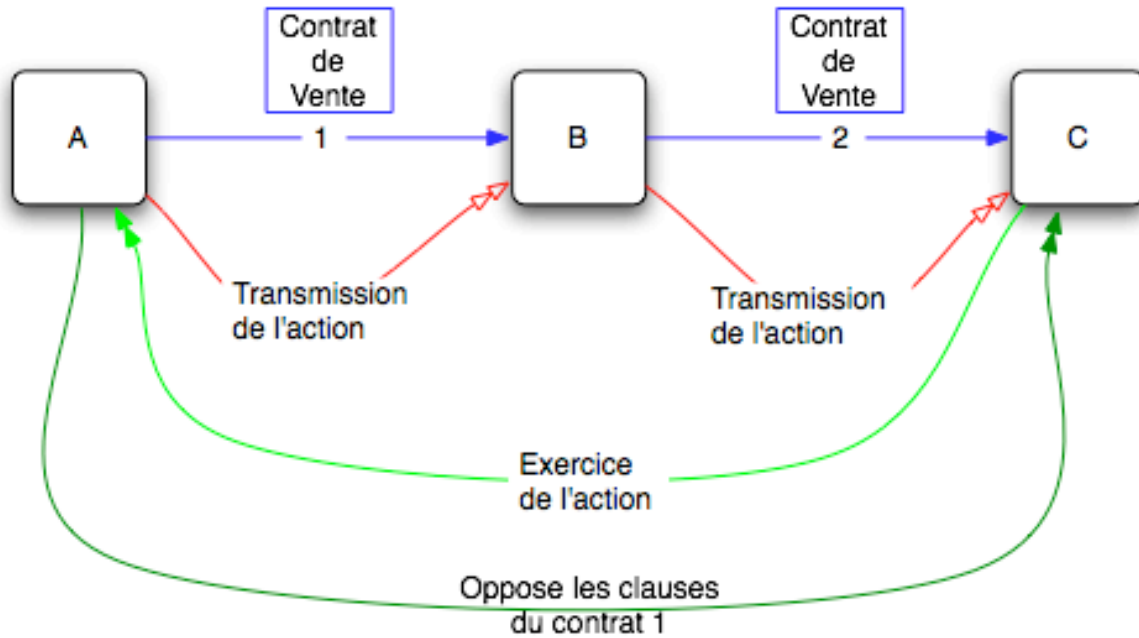 Contrat
de
Vente
Contrat
de
Vente
A
1
B
2
C
Transmission
de l'action
Transmission
de l'action
Exercice
de l'action
Oppose les clauses
du contrat 1